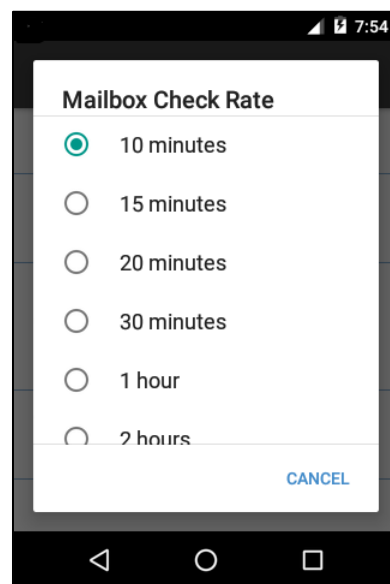 7:54
Mailbox Check Rate
10 minutes
15 minutes
20 minutes
30 minutes
1 hour
2 hours
CANCEL